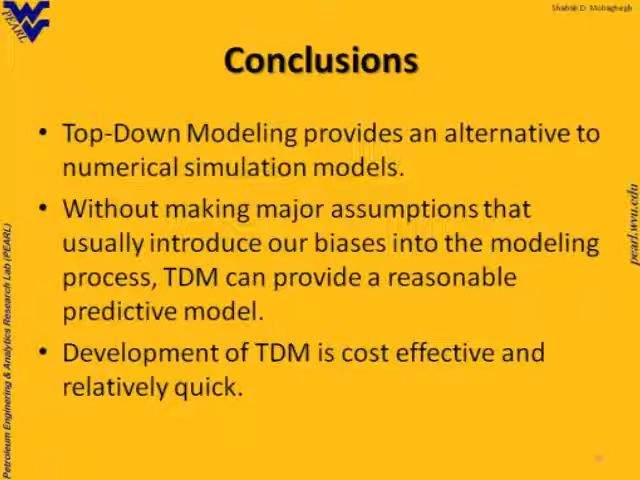 Shahab D. Mohaghegh
PEARL
Conclusions
• Top-Down Modeling provides an alternative to
numerical simulation models.
• Without making major assumptions that
usually introduce our biases into the modeling
process, TDM can provide a reasonable
predictive model.
• Development of TDM is cost effective and
relatively quick.
pearl.wvu.edu
Petroleum Enginering & Analytics Research Lab (PEARL)